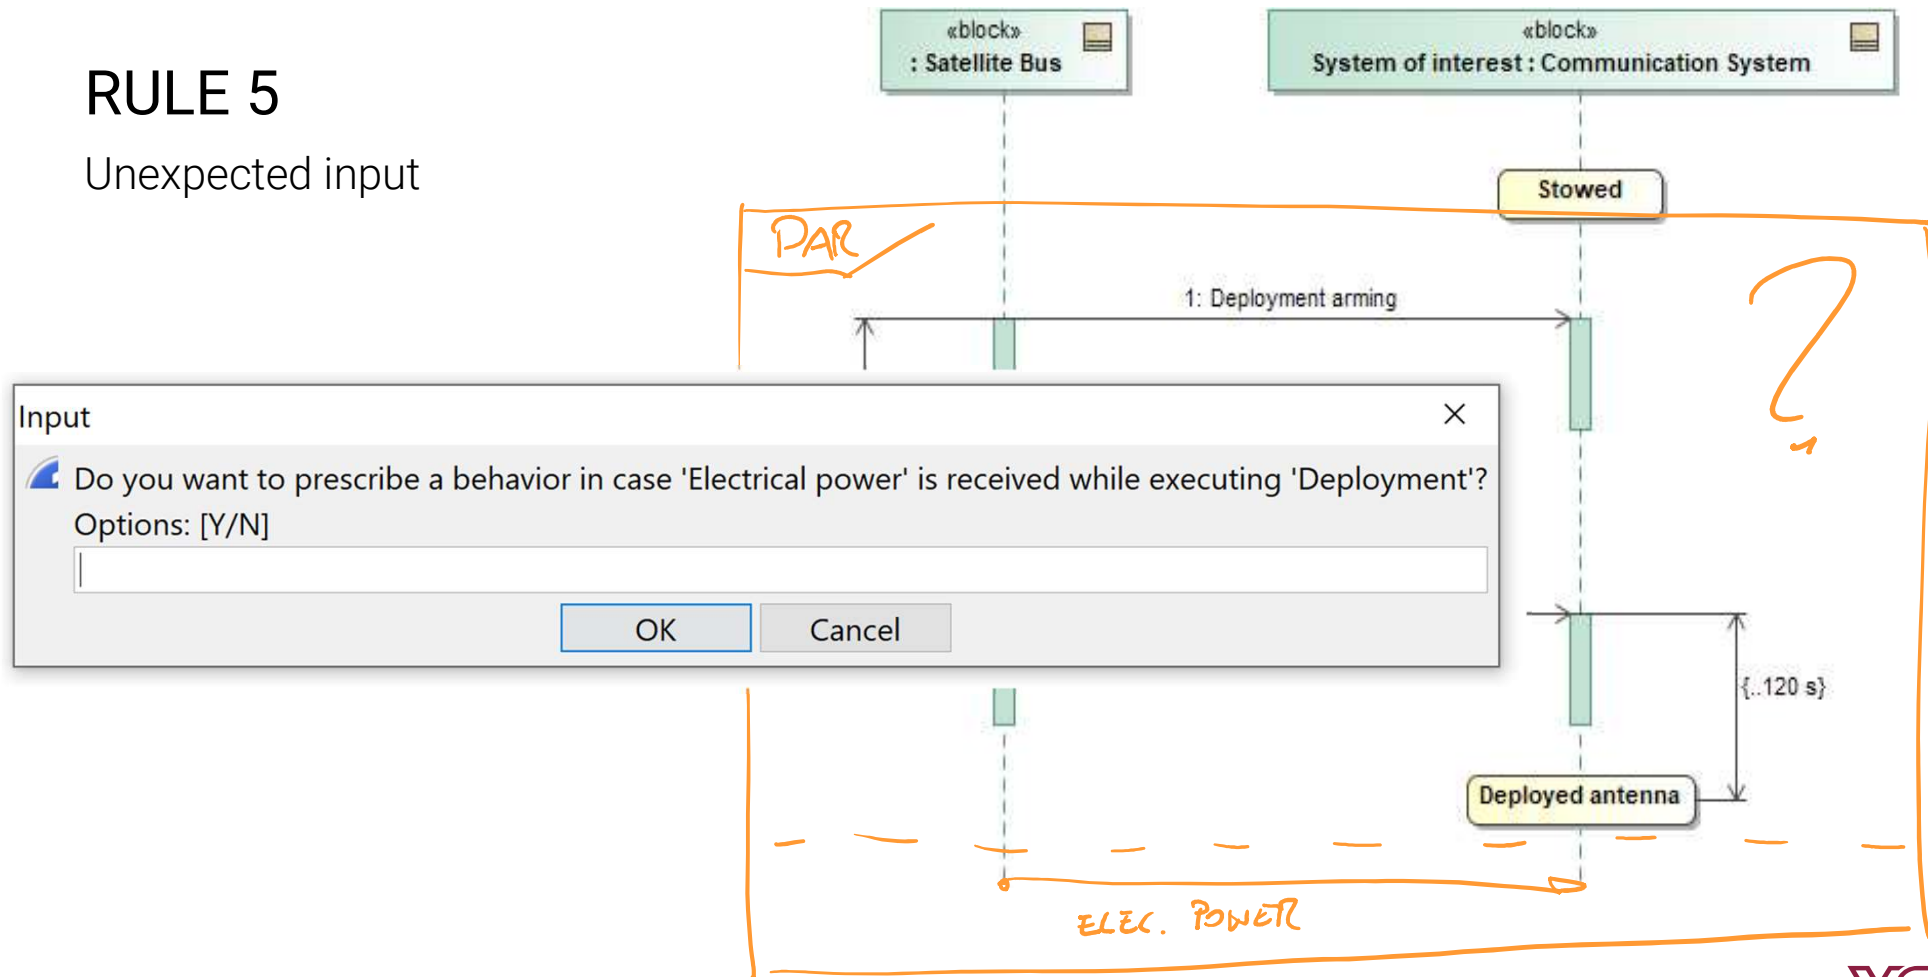 RULE 5
Unexpected input
«block»
: Satellite Bus
«block»
System of interest : Communication System
Stowed
PAR
1: Deployment arming
?
Input
Do you want to prescribe a behavior in case 'Electrical power' is received while executing 'Deployment'?
Options: [Y/N]
OK
Cancel
{..120 s}
Deployed antenna
ELEC. POWER